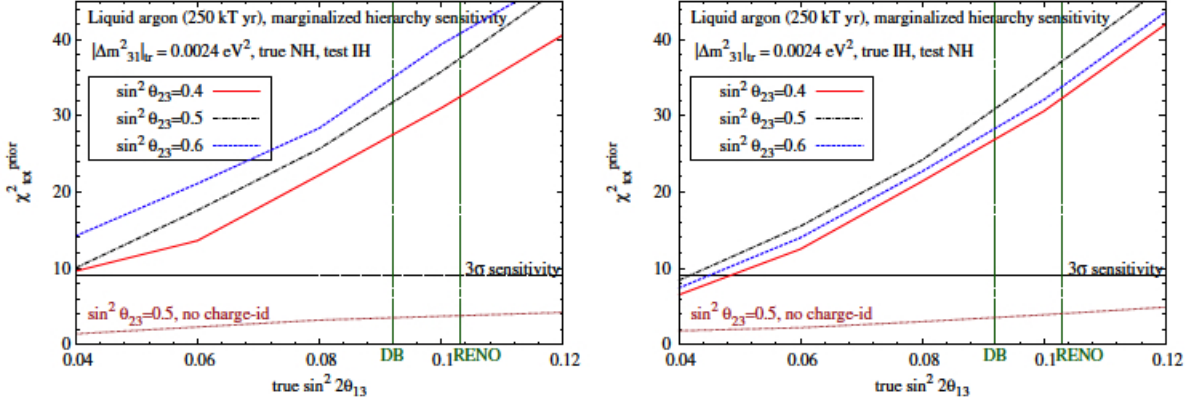 Liquid argon (250 kT yr), marginalized hierarchy sensitivity
|Δm²₃₁|ₜᵣ = 0.0024 eV², true NH, test IH
sin² θ₂₃=0.4
sin² θ₂₃=0.5
sin² θ₂₃=0.6
3σ sensitivity
sin² θ₂₃=0.5, no charge-id
χ²ₜₒₜ ᵖʳⁱᵒʳ
40
30
20
10
0
0.04
0.06
0.08
0.1
0.12
DB
RENO
true sin² 2θ₁₃
Liquid argon (250 kT yr), marginalized hierarchy sensitivity
|Δm²₃₁|ₜᵣ = 0.0024 eV², true IH, test NH
sin² θ₂₃=0.4
sin² θ₂₃=0.5
sin² θ₂₃=0.6
3σ sensitivity
sin² θ₂₃=0.5, no charge-id
χ²ₜₒₜ ᵖʳⁱᵒʳ
40
30
20
10
0
0.04
0.06
0.08
0.1
0.12
DB
RENO
true sin² 2θ₁₃